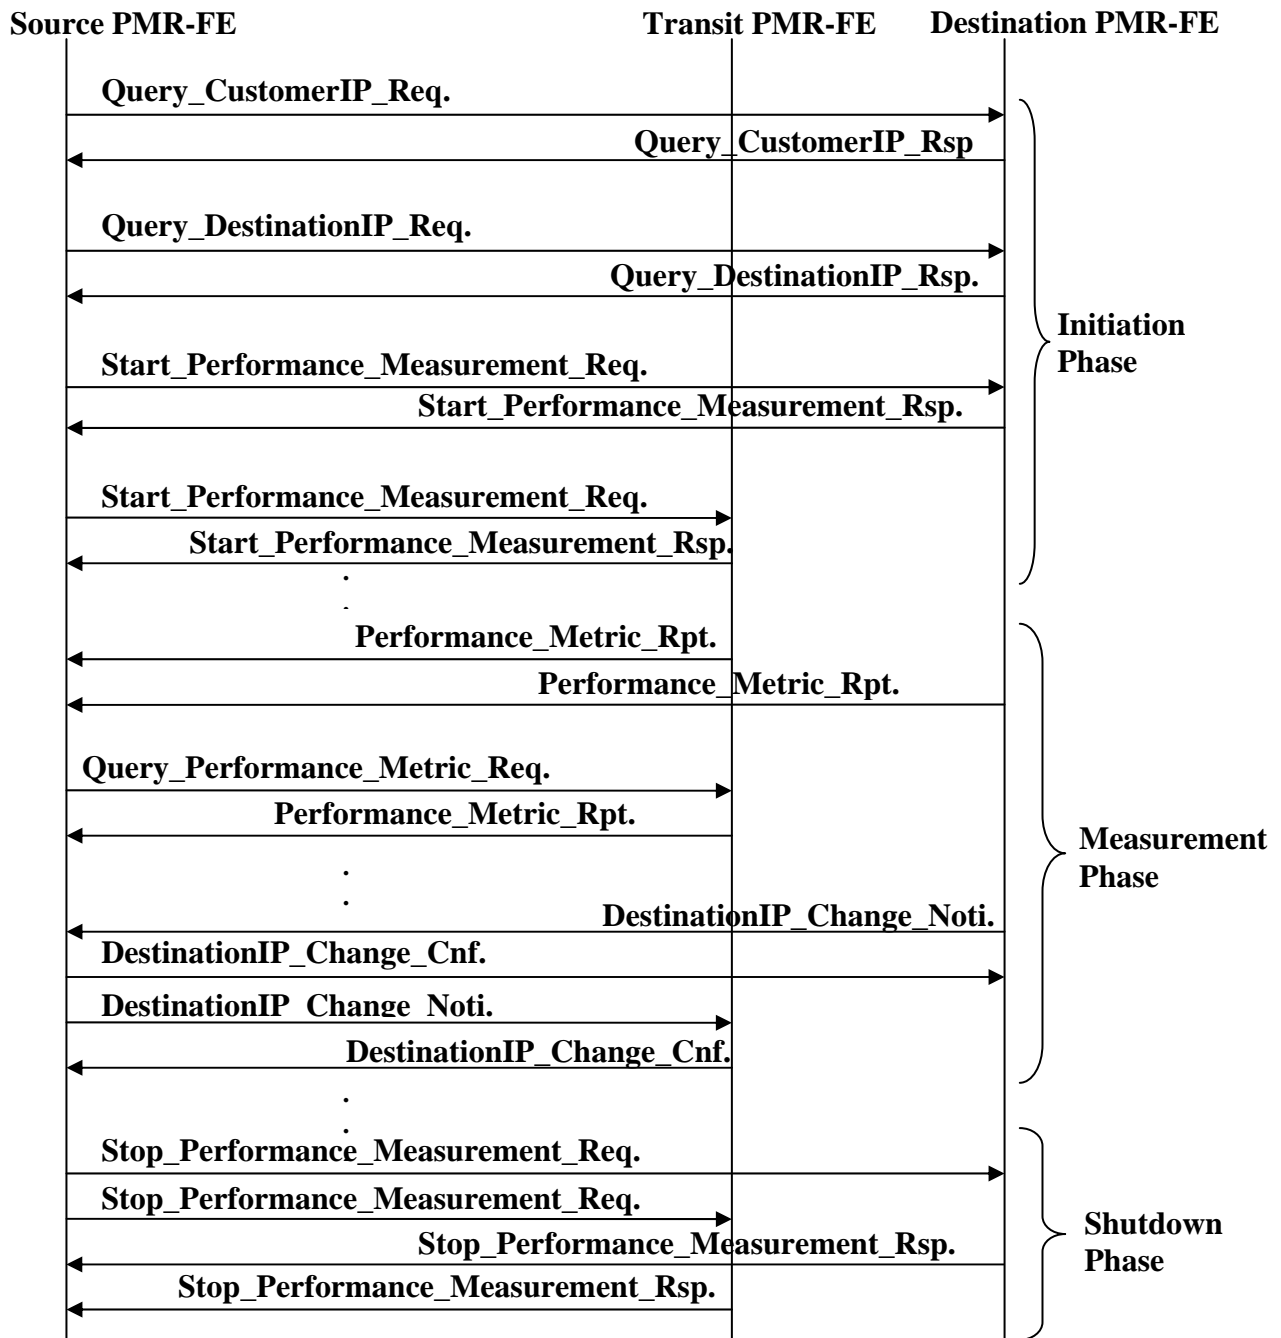 Source PMR-FE
Transit PMR-FE
Destination PMR-FE
Query_CustomerIP_Req.
Query_CustomerIP_Rsp
Query_DestinationIP_Req.
Query_DestinationIP_Rsp.
Initiation
Phase
Start_Performance_Measurement_Req.
Start_Performance_Measurement_Rsp.
Start_Performance_Measurement_Req.
Start_Performance_Measurement_Rsp.
.
.
Performance_Metric_Rpt.
Performance_Metric_Rpt.
Query_Performance_Metric_Req.
Performance_Metric_Rpt.
Measurement
Phase
.
.
DestinationIP_Change_Noti.
DestinationIP_Change_Cnf.
DestinationIP_Change_Noti.
DestinationIP_Change_Cnf.
.
.
Stop_Performance_Measurement_Req.
Stop_Performance_Measurement_Req.
Stop_Performance_Measurement_Rsp.
Stop_Performance_Measurement_Rsp.
Shutdown
Phase